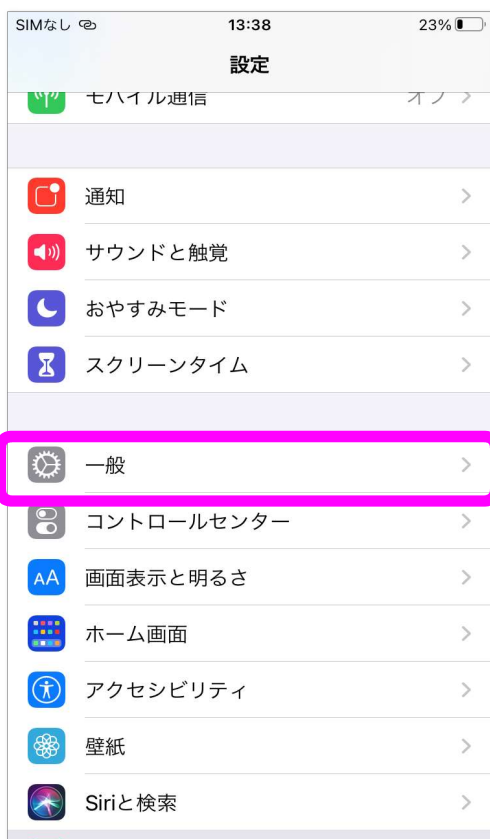 SIMなし 13:38 23%
設定
モバイル通信 オフ
通知
サウンドと触覚
おやすみモード
スクリーンタイム
一般
コントロールセンター
AA 画面表示と明るさ
ホーム画面
アクセシビリティ
壁紙
Siriと検索